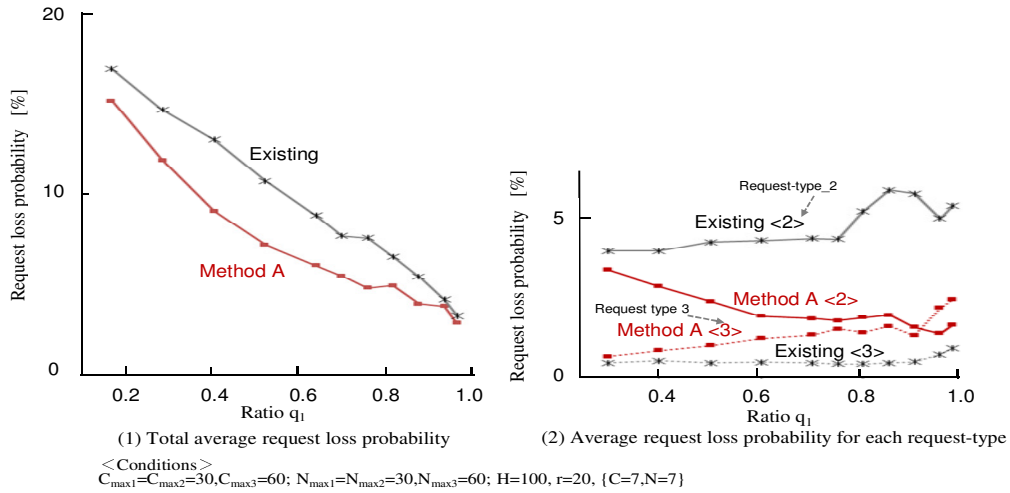 20
10
0
Request loss probability [%]
Existing
Method A
0.2
0.4
0.6
0.8
1.0
Ratio q1
(1) Total average request loss probability
Request loss probability [%]
5
0
Request-type_2
Existing <2>
Method A <2>
Request type 3
Method A <3>
Existing <3>
0.4
0.6
0.8
1.0
Ratio q1
(2) Average request loss probability for each request-type
<Conditions>
Cmax1=Cmax2=30,Cmax3=60; Nmax1=Nmax2=30,Nmax3=60; H=100, r=20, {C=7,N=7}